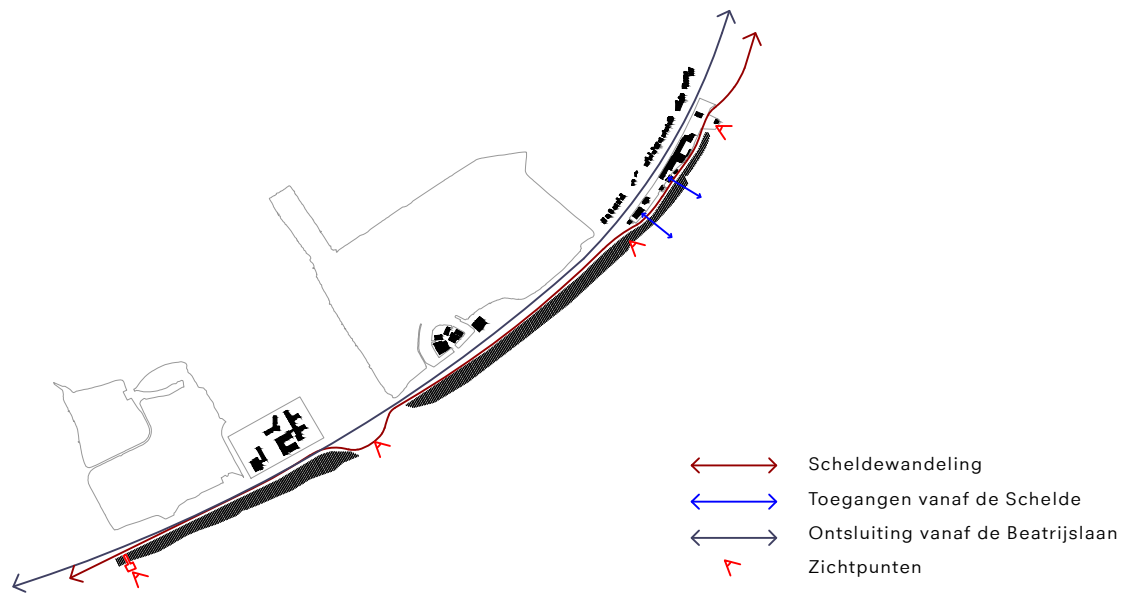 Scheldewandeling
Toegangen vanaf de Schelde
Ontsluiting vanaf de Beatrijslaan
Zichtpunten